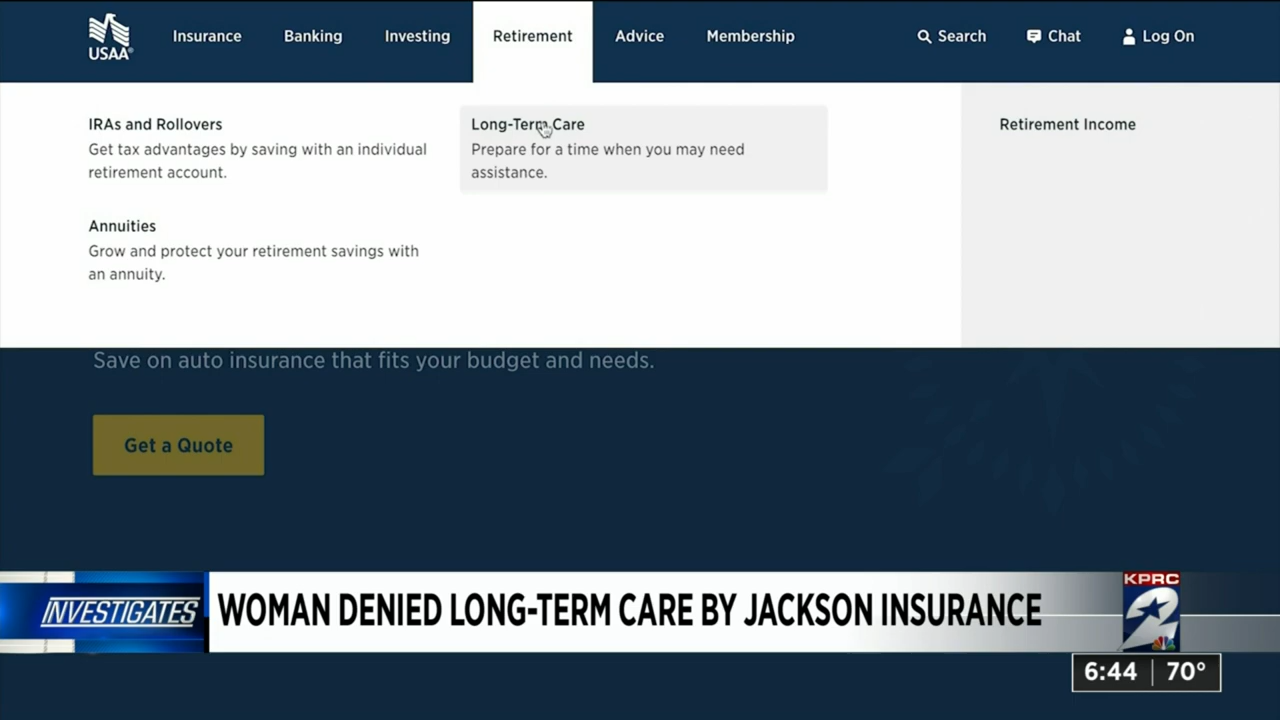 USAA®
Insurance
Banking
Investing
Retirement
Advice
Membership
Search
Chat
Log On
IRAs and Rollovers
Get tax advantages by saving with an individual
retirement account.
Long-Term Care
Prepare for a time when you may need
assistance.
Retirement Income
Annuities
Grow and protect your retirement savings with
an annuity.
Save on auto insurance that fits your budget and needs.
Get a Quote
INVESTIGATES
WOMAN DENIED LONG-TERM CARE BY JACKSON INSURANCE
KPRC
2
6:44 70°